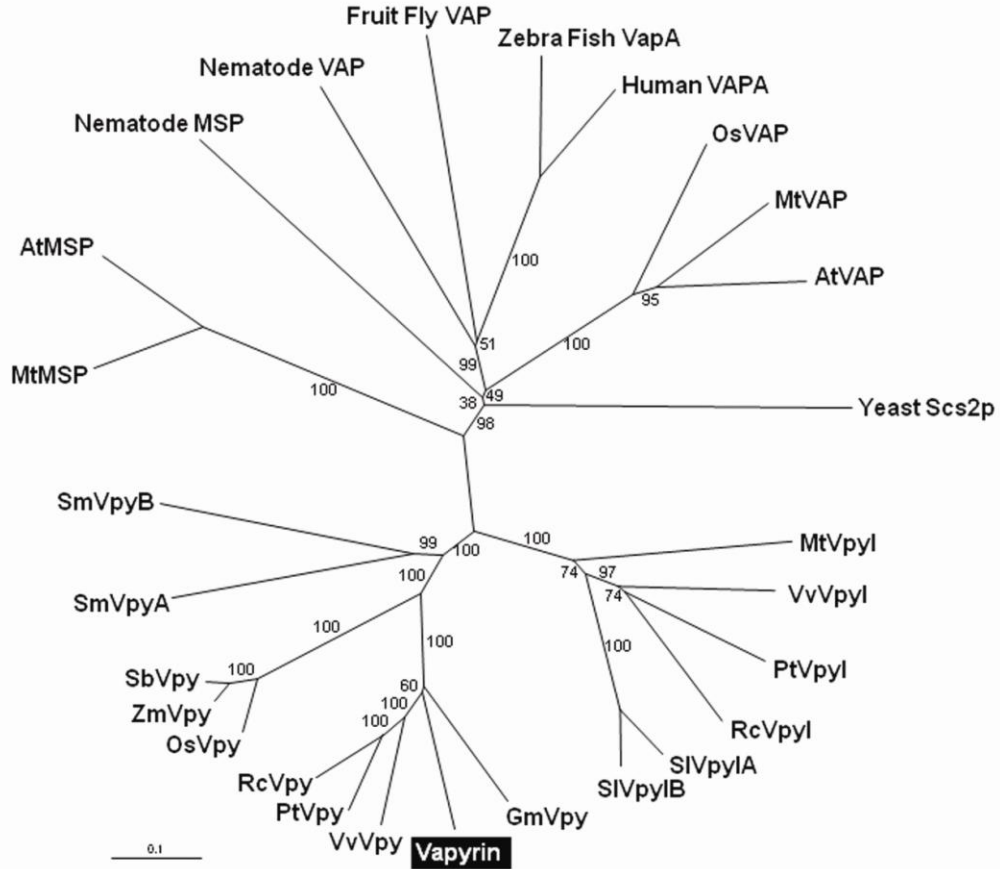 Fruit Fly VAP
Zebra Fish VapA
Nematode VAP
Human VAPA
Nematode MSP
OsVAP
MtVAP
AtMSP
100
AtVAP
95
51
100
99
MtMSP
100
38
49
Yeast Scs2p
98
SmVpyB
99
100
100
MtVpyl
100
74
97
VvVpyl
SmVpyA
74
100
100
100
PtVpyl
SbVpy
100
60
ZmVpy
100
RcVpyl
100
OsVpy
SlVpylA
RcVpy
SlVpylB
PtVpy
GmVpy
VvVpy
Vapyrin
0.1